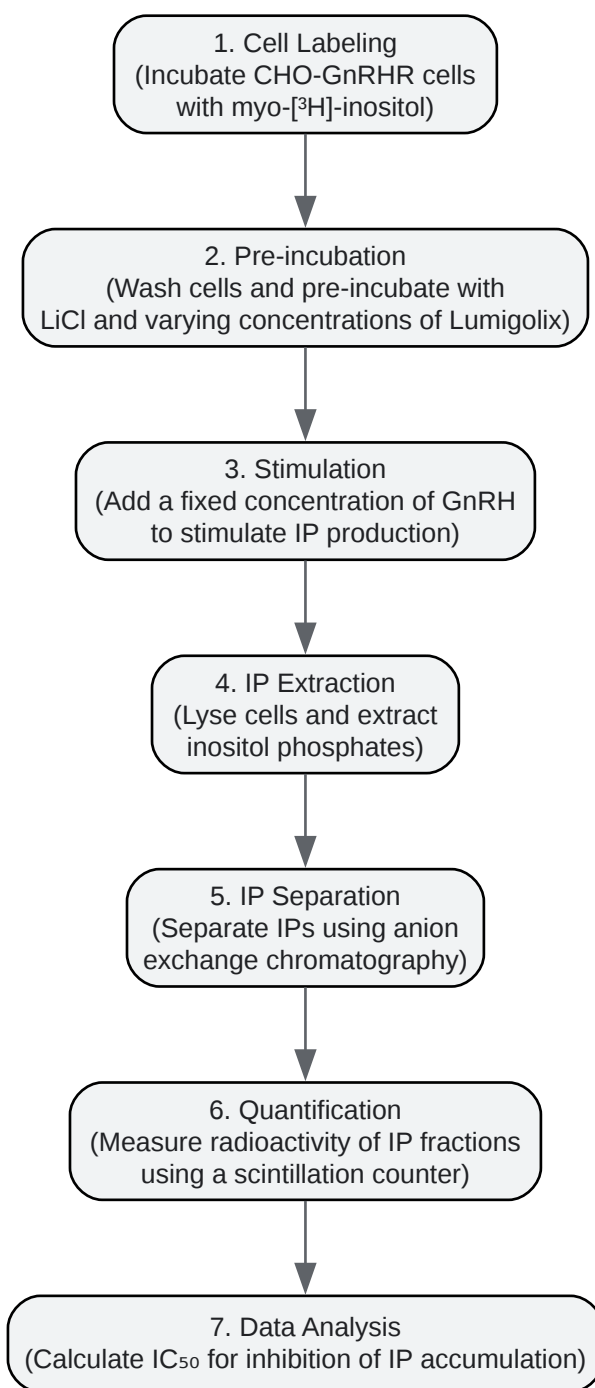 1. Cell Labeling
(Incubate CHO-GnRHR cells
with myo-[³H]-inositol)
2. Pre-incubation
(Wash cells and pre-incubate with
LiCl and varying concentrations of Lumigolix)
3. Stimulation
(Add a fixed concentration of GnRH
to stimulate IP production)
4. IP Extraction
(Lyse cells and extract
inositol phosphates)
5. IP Separation
(Separate IPs using anion
exchange chromatography)
6. Quantification
(Measure radioactivity of IP fractions
using a scintillation counter)
7. Data Analysis
(Calculate IC₅₀ for inhibition of IP accumulation)